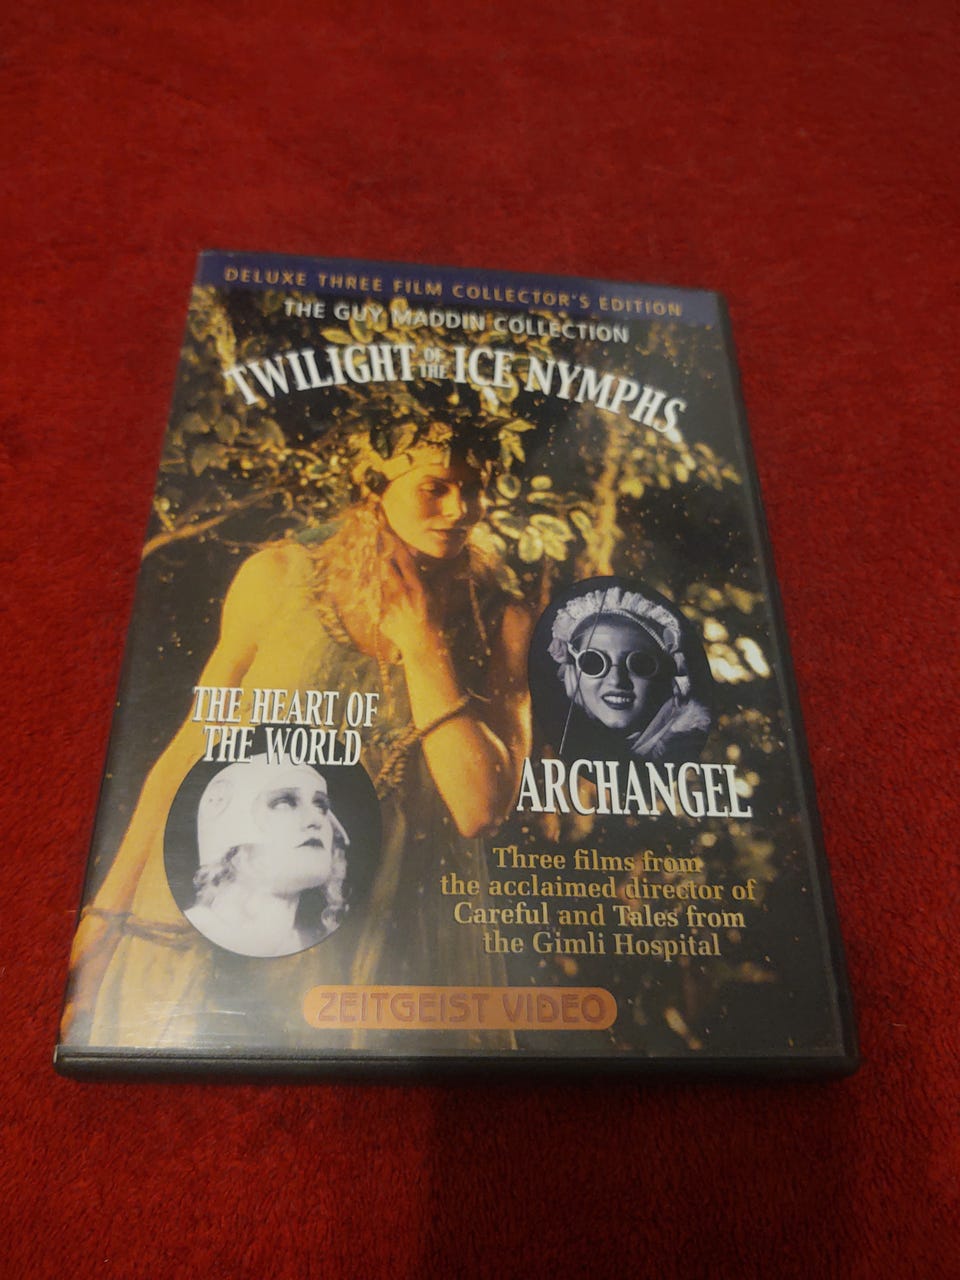 DELUXE THREE FILM COLLECTOR'S EDITION
THE GUY MADDIN COLLECTION
TWILIGHT OF THE ICE NYMPHS
THE HEART OF
THE WORLD
ARCHANGEL
Three films from
the acclaimed director of
Careful and Tales from
the Gimli Hospital
ZEITGEIST VIDEO